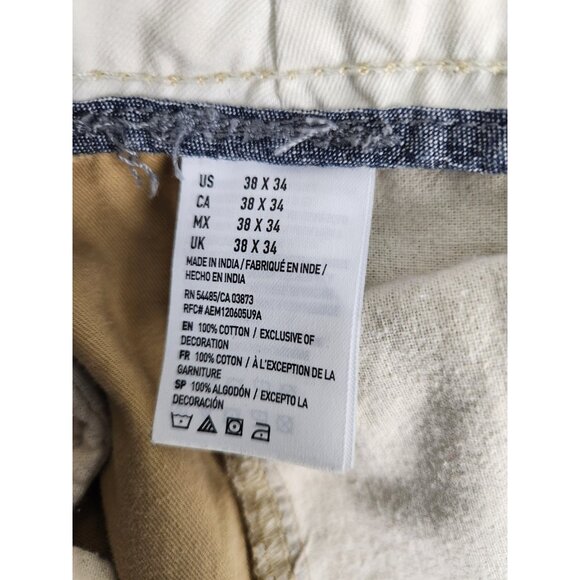 US 38 X 34
CA 38 X 34
MX 38 X 34
UK 38 X 34
MADE IN INDIA / FABRIQUÉ EN INDE /
HECHO EN INDIA
RN 54485/CA 03873
RFC# AEM120605U9A
EN 100% COTTON / EXCLUSIVE OF
DECORATION
FR 100% COTON / À L'EXCEPTION DE LA
GARNITURE
SP 100% ALGODÓN / EXCEPTO LA
DECORACIÓN